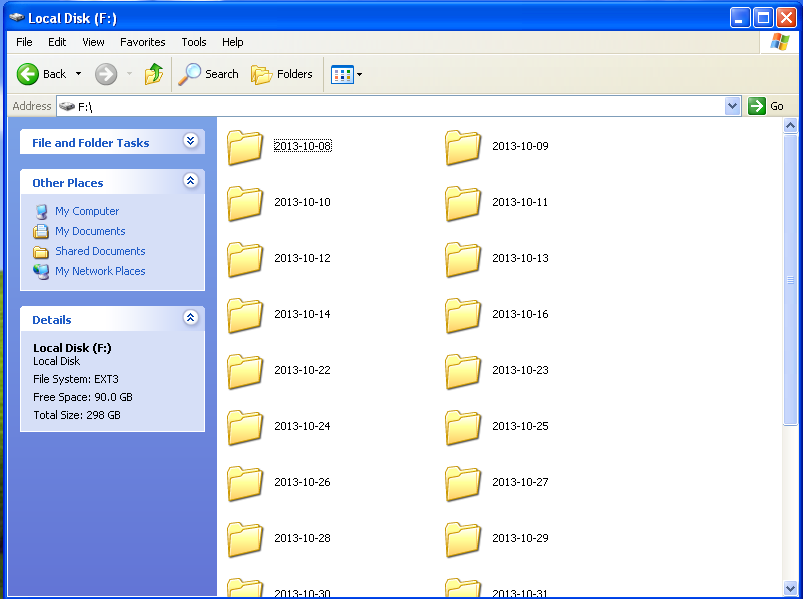 Local Disk (F:)
File Edit View Favorites Tools Help
Back Search Folders
Address F:\ Go
File and Folder Tasks
Other Places
My Computer
My Documents
Shared Documents
My Network Places
Details
Local Disk (F:)
Local Disk
File System: EXT3
Free Space: 90.0 GB
Total Size: 298 GB
2013-10-08 2013-10-09
2013-10-10 2013-10-11
2013-10-12 2013-10-13
2013-10-14 2013-10-16
2013-10-22 2013-10-23
2013-10-24 2013-10-25
2013-10-26 2013-10-27
2013-10-28 2013-10-29
2013-10-30 2013-10-31